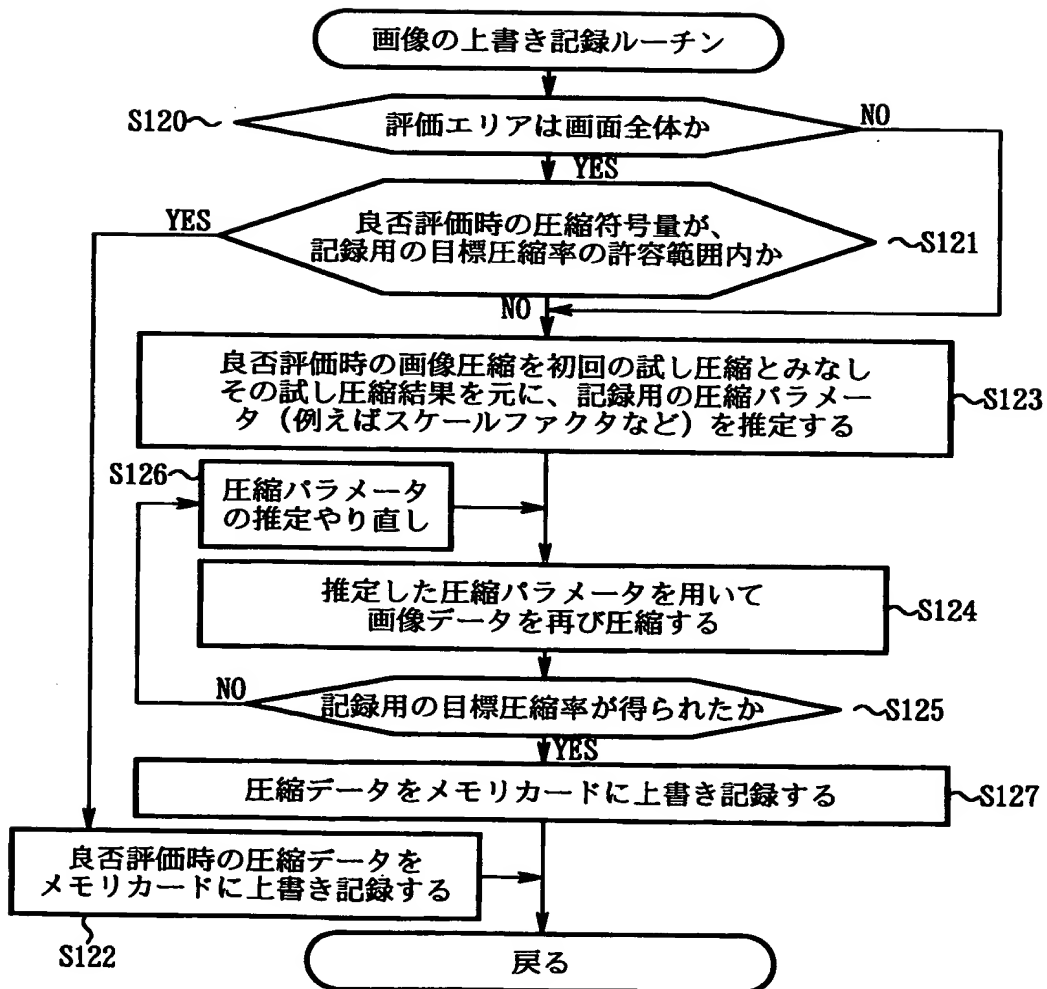 画像の上書き記録ルーチン
S120
評価エリアは画面全体か
NO
YES
YES
良否評価時の圧縮符号量が、
記録用の目標圧縮率の許容範囲内か
S121
NO
良否評価時の画像圧縮を初回の試し圧縮とみなし
その試し圧縮結果を元に、記録用の圧縮パラメー
タ（例えばスケールファクタなど）を推定する
S123
S126
圧縮パラメータ
の推定やり直し
推定した圧縮パラメータを用いて
画像データを再び圧縮する
S124
NO
記録用の目標圧縮率が得られたか
S125
YES
圧縮データをメモリカードに上書き記録する
S127
良否評価時の圧縮データを
メモリカードに上書き記録する
S122
戻る